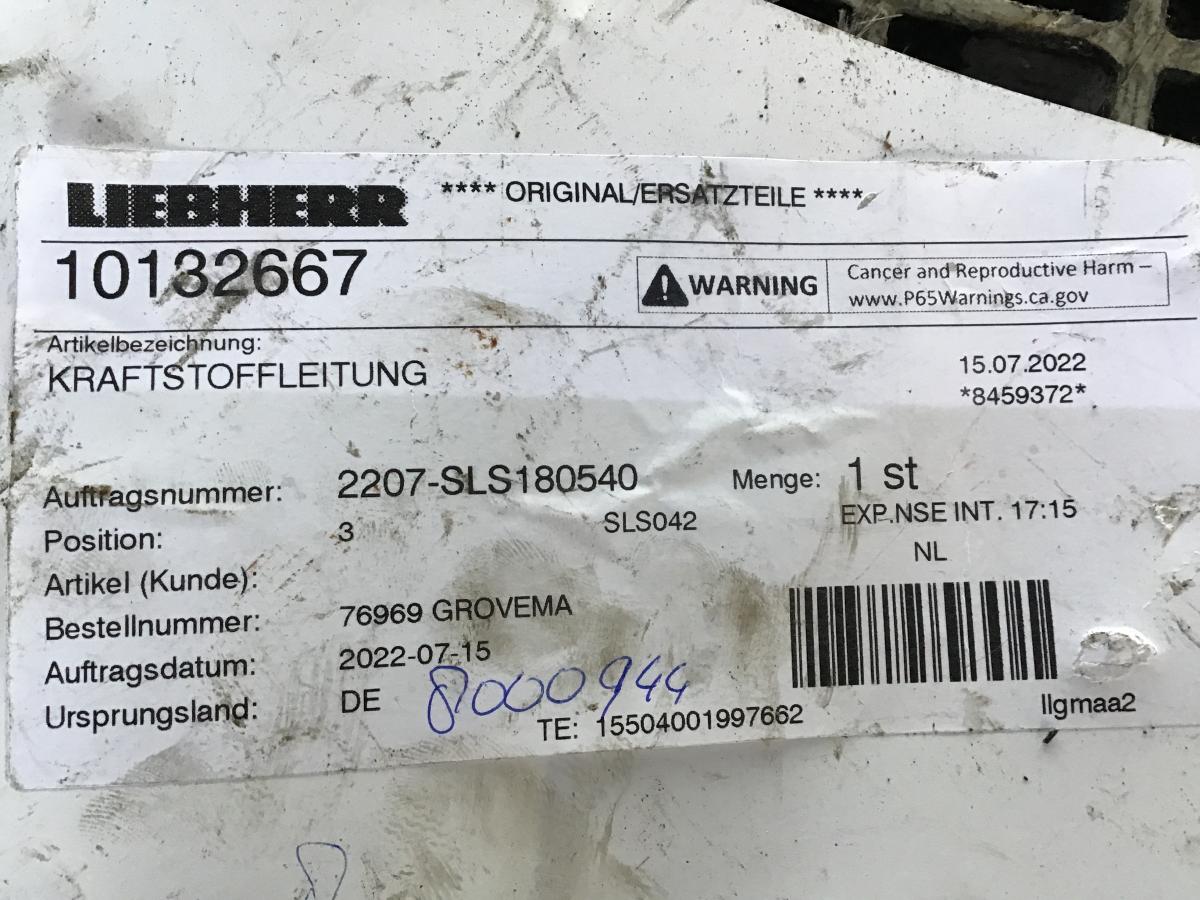 LIEBHERR **** ORIGINAL/ERSATZTEILE ****
10132667
WARNING Cancer and Reproductive Harm –
www.P65Warnings.ca.gov
Artikelbezeichnung:
KRAFTSTOFFLEITUNG
15.07.2022
*8459372*
Auftragsnummer: 2207-SLS180540 Menge: 1 st
Position: 3 SLS042 EXP.NSE INT. 17:15
NL
Artikel (Kunde):
Bestellnummer: 76969 GROVEMA
Auftragsdatum: 2022-07-15
Ursprungsland: DE 8000944
TE: 15504001997662
llgmaa2